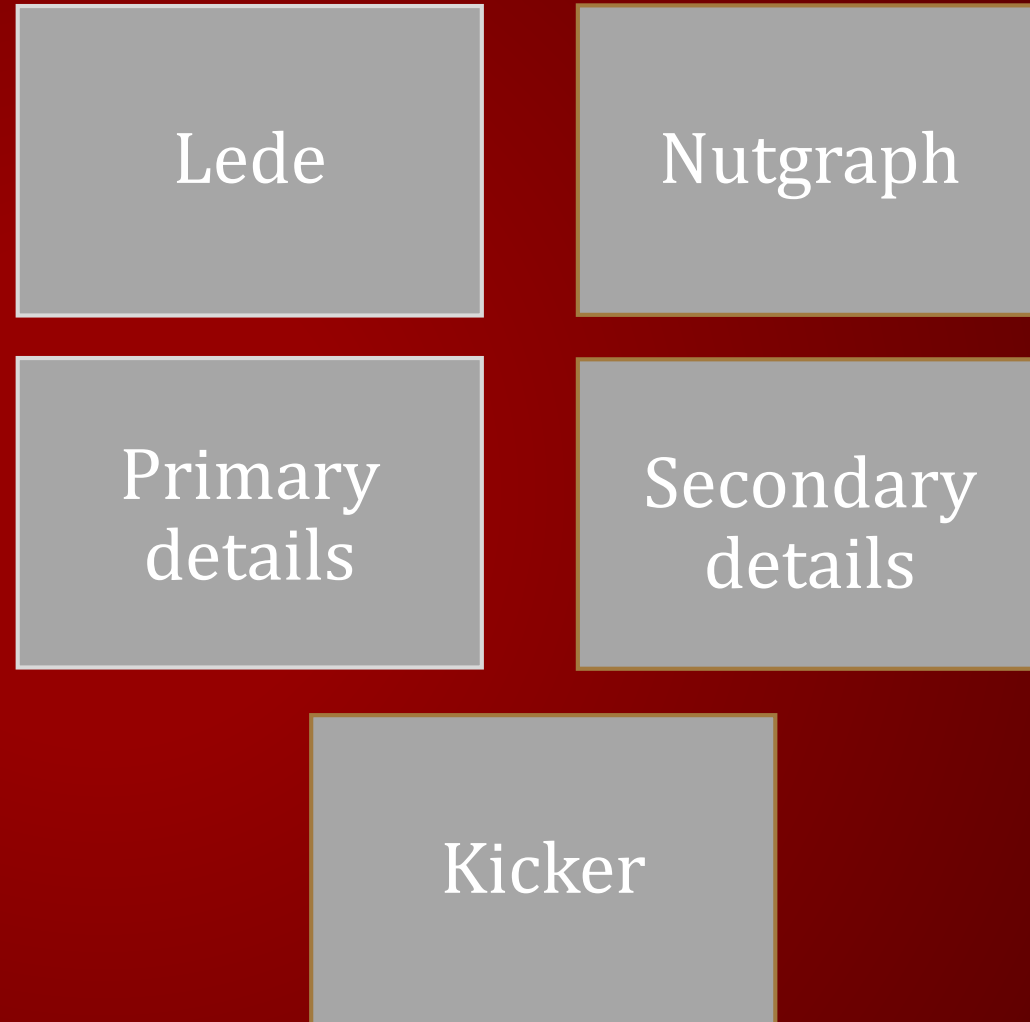 Lede
Nutgraph
Primary
details
Secondary
details
Kicker